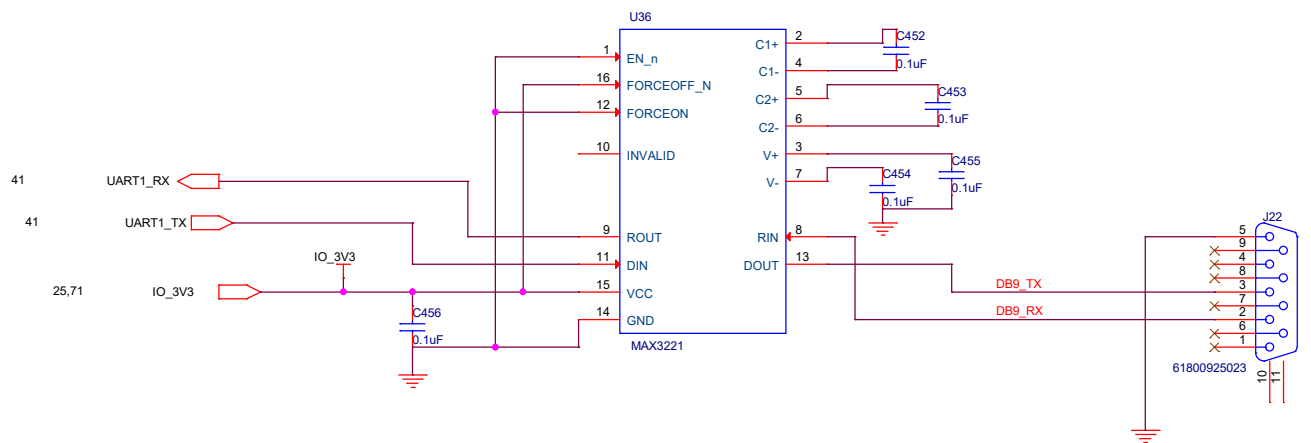 U36
2
C1+
C452
0.1uF
1
EN_n
4
C1-
16
FORCEOFF_N
5
C2+
C453
0.1uF
12
FORCEON
6
C2-
10
INVALID
3
V+
C455
0.1uF
7
V-
C454
0.1uF
41
UART1_RX
41
UART1_TX
9
ROUT
8
RIN
11
DIN
13
DOUT
IO_3V3
25,71
IO_3V3
15
VCC
C456
0.1uF
14
GND
MAX3221
DB9_TX
DB9_RX
J22
5
9
4
8
3
7
2
6
1
61800925023
10
11